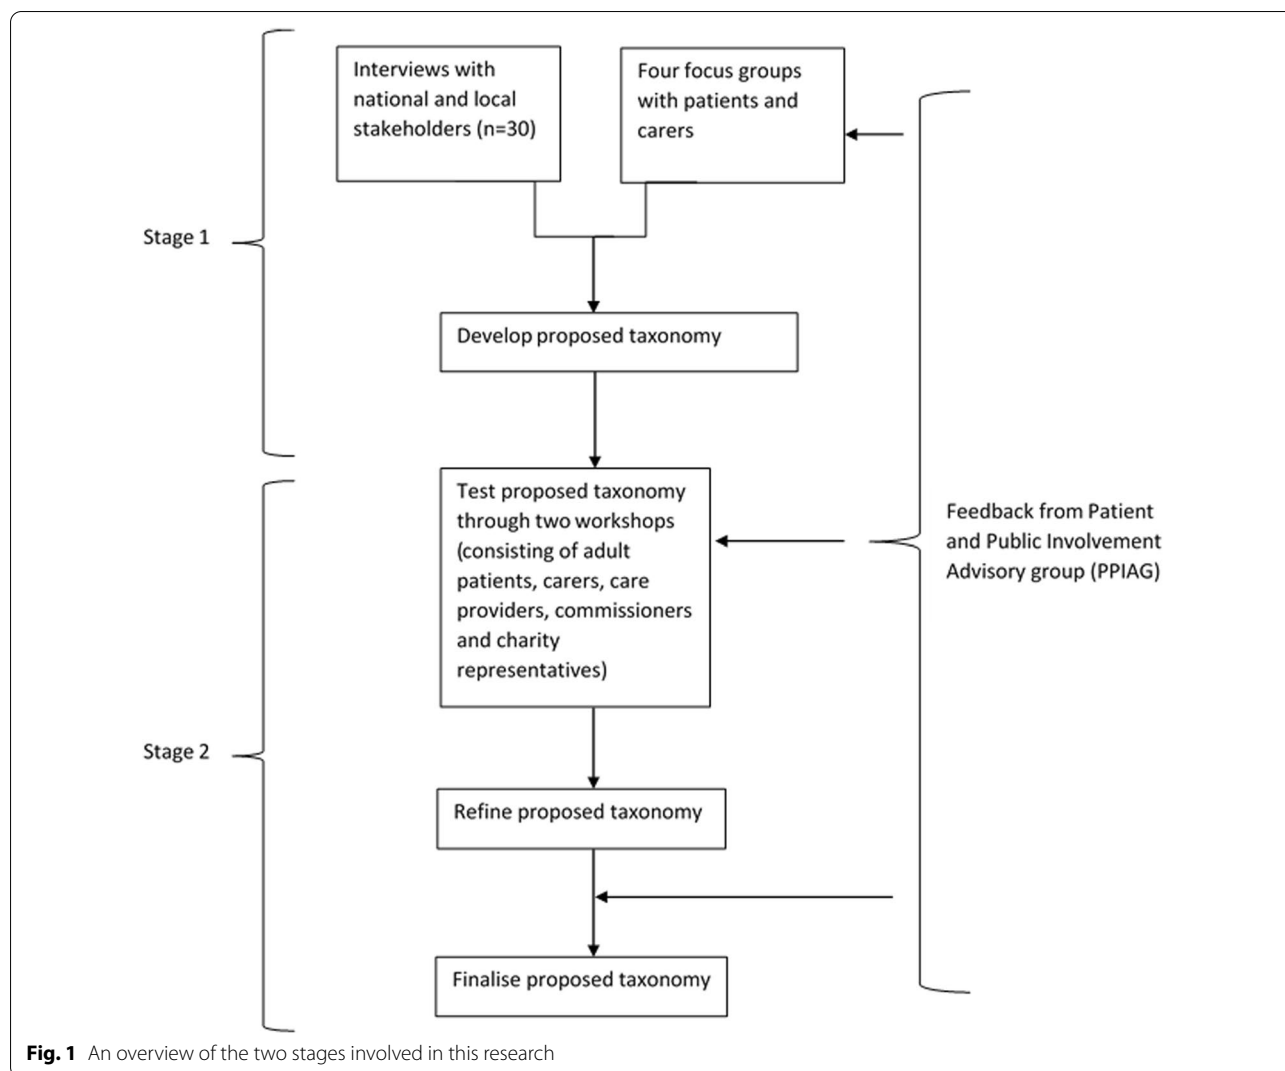 Interviews with
national and local
stakeholders (n=30)
Four focus groups
with patients and
carers
Stage 1
Develop proposed taxonomy
Test proposed taxonomy
through two workshops
(consisting of adult
patients, carers, care
providers, commissioners
and charity
representatives)
Feedback from Patient
and Public Involvement
Advisory group (PPIAG)
Stage 2
Refine proposed taxonomy
Finalise proposed taxonomy
Fig. 1 An overview of the two stages involved in this research